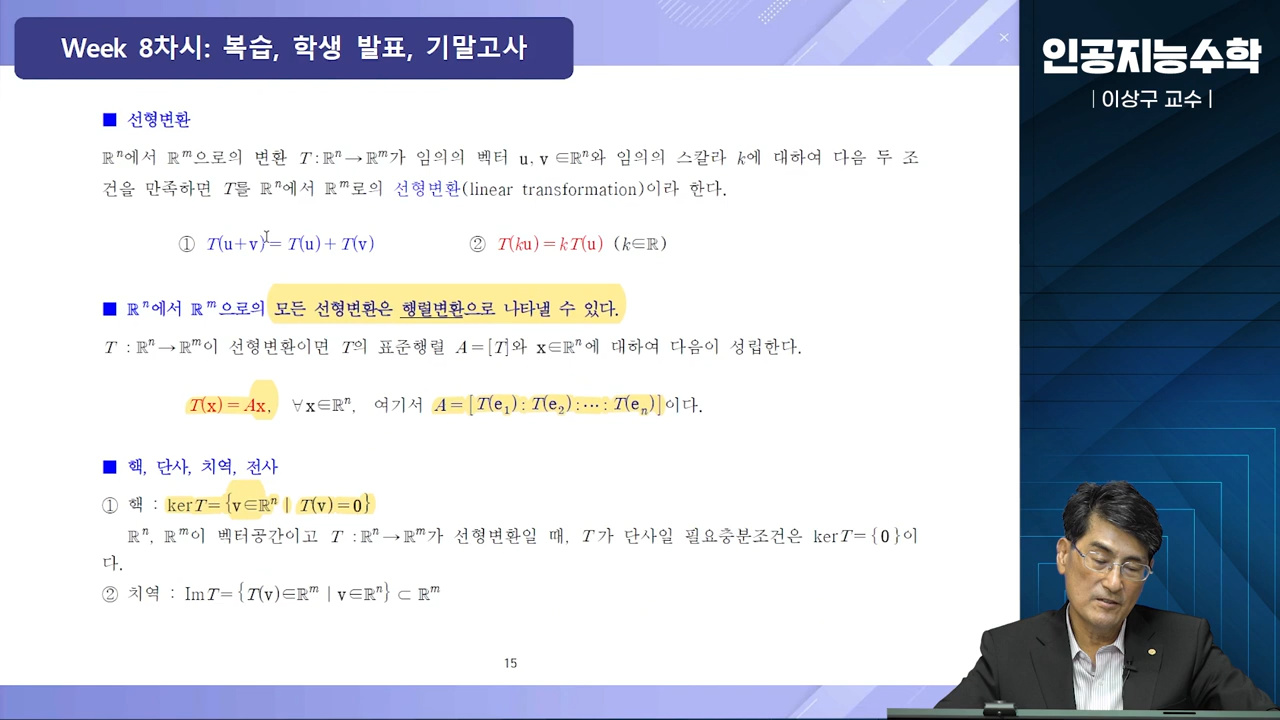 Week 8차시: 복습, 학생 발표, 기말고사
인공지능수학
| 이상구 교수 |
■ 선형변환
ℝⁿ에서 ℝᵐ으로의 변환 T : ℝⁿ→ℝᵐ가 임의의 벡터 u, v ∈ℝⁿ와 임의의 스칼라 k에 대하여 다음 두 조
건을 만족하면 T를 ℝⁿ에서 ℝᵐ로의 선형변환(linear transformation)이라 한다.
① T(u+v)= T(u)+ T(v) ② T(ku)= k T(u) (k∈ℝ)
■ ℝⁿ에서 ℝᵐ으로의 모든 선형변환은 행렬변환으로 나타낼 수 있다.
T : ℝⁿ→ℝᵐ이 선형변환이면 T의 표준행렬 A=[T]와 x∈ℝⁿ에 대하여 다음이 성립한다.
T(x)= Ax, ∀x∈ℝⁿ, 여기서 A=[ T(e₁) : T(e₂) : ⋯ : T(eₙ)]이다.
■ 핵, 단사, 치역, 전사
① 핵 : ker T={v∈ℝⁿ | T(v)=0}
ℝⁿ, ℝᵐ이 벡터공간이고 T : ℝⁿ→ℝᵐ가 선형변환일 때, T가 단사일 필요충분조건은 ker T={0}이
다.
② 치역 : Im T={T(v)∈ℝᵐ | v∈ℝⁿ} ⊂ ℝᵐ
15